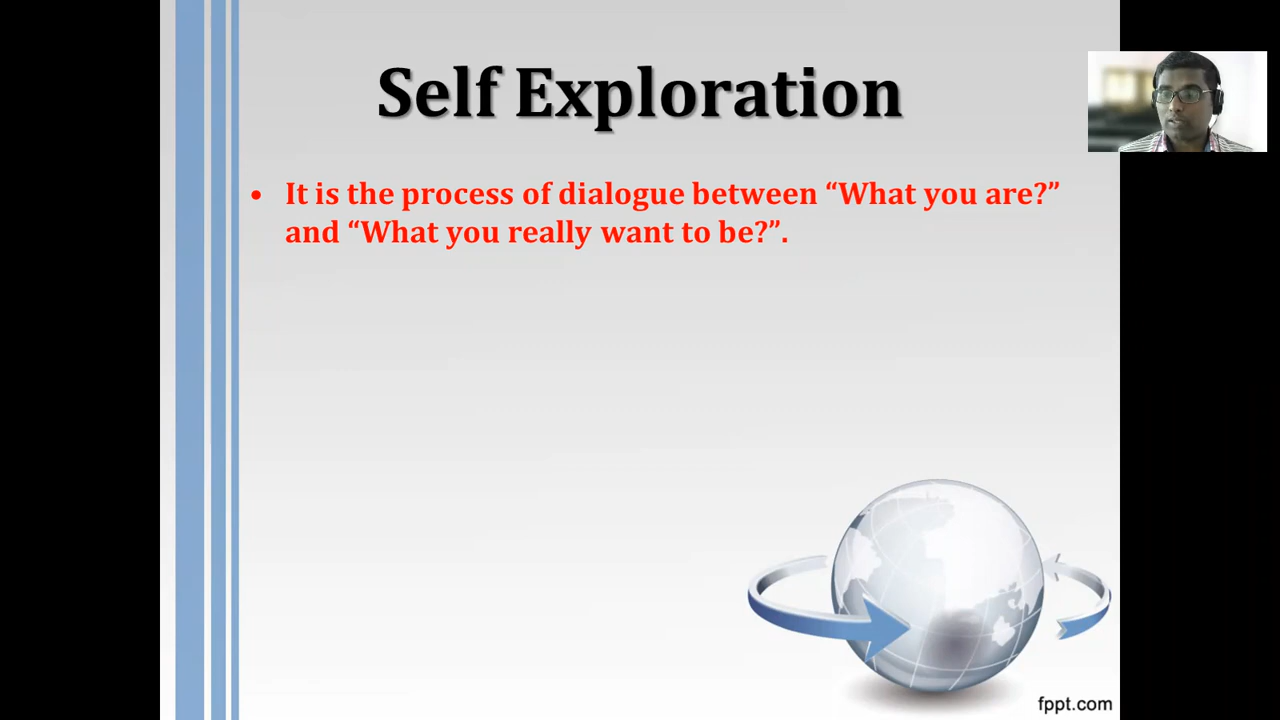 Self Exploration
• It is the process of dialogue between “What you are?”
and “What you really want to be?”.
fppt.com